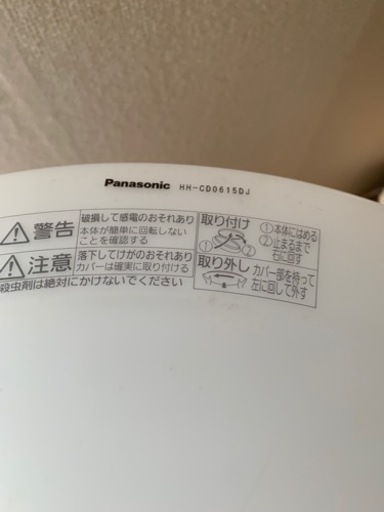 Panasonic HH-CD0615DJ
警告
破損して感電のおそれあり
本体が簡単に回転しない
ことを確認する
注意
落下してけがのおそれあり
カバーは確実に取り付ける
殺虫剤は絶対にかけないでください
取り付け
① ②
①本体にはめる
②止まるまで
右に回す
取り外し
カバー部を持って
左に回して外す